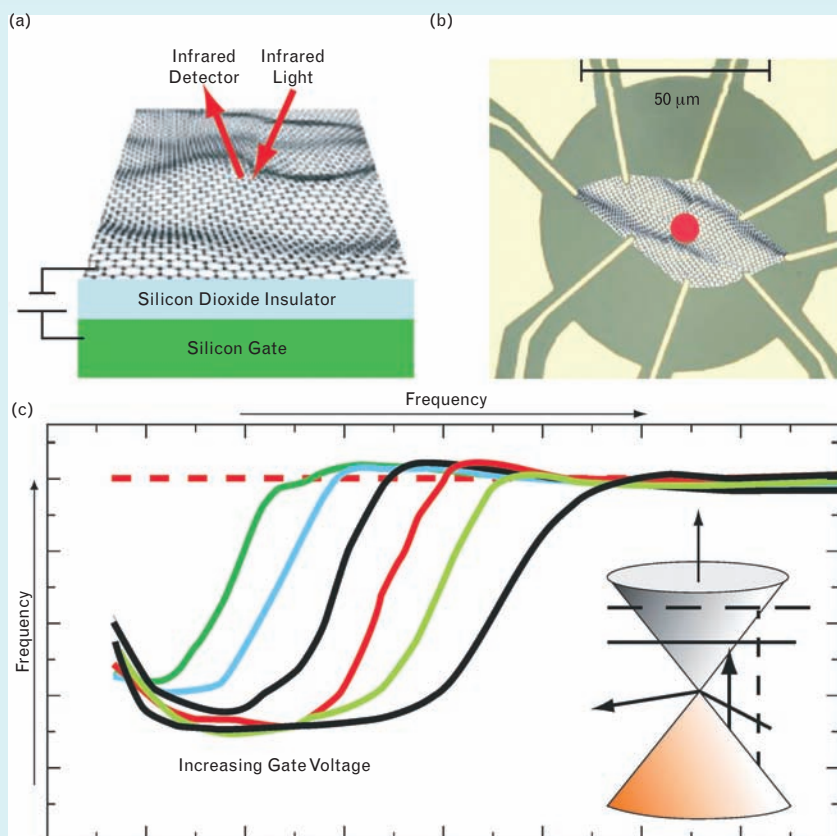 (a)
Infrared
Detector
Infrared
Light
Silicon Dioxide Insulator
Silicon Gate
(b)
50 μm
(c)
Frequency
Frequency
Increasing Gate Voltage